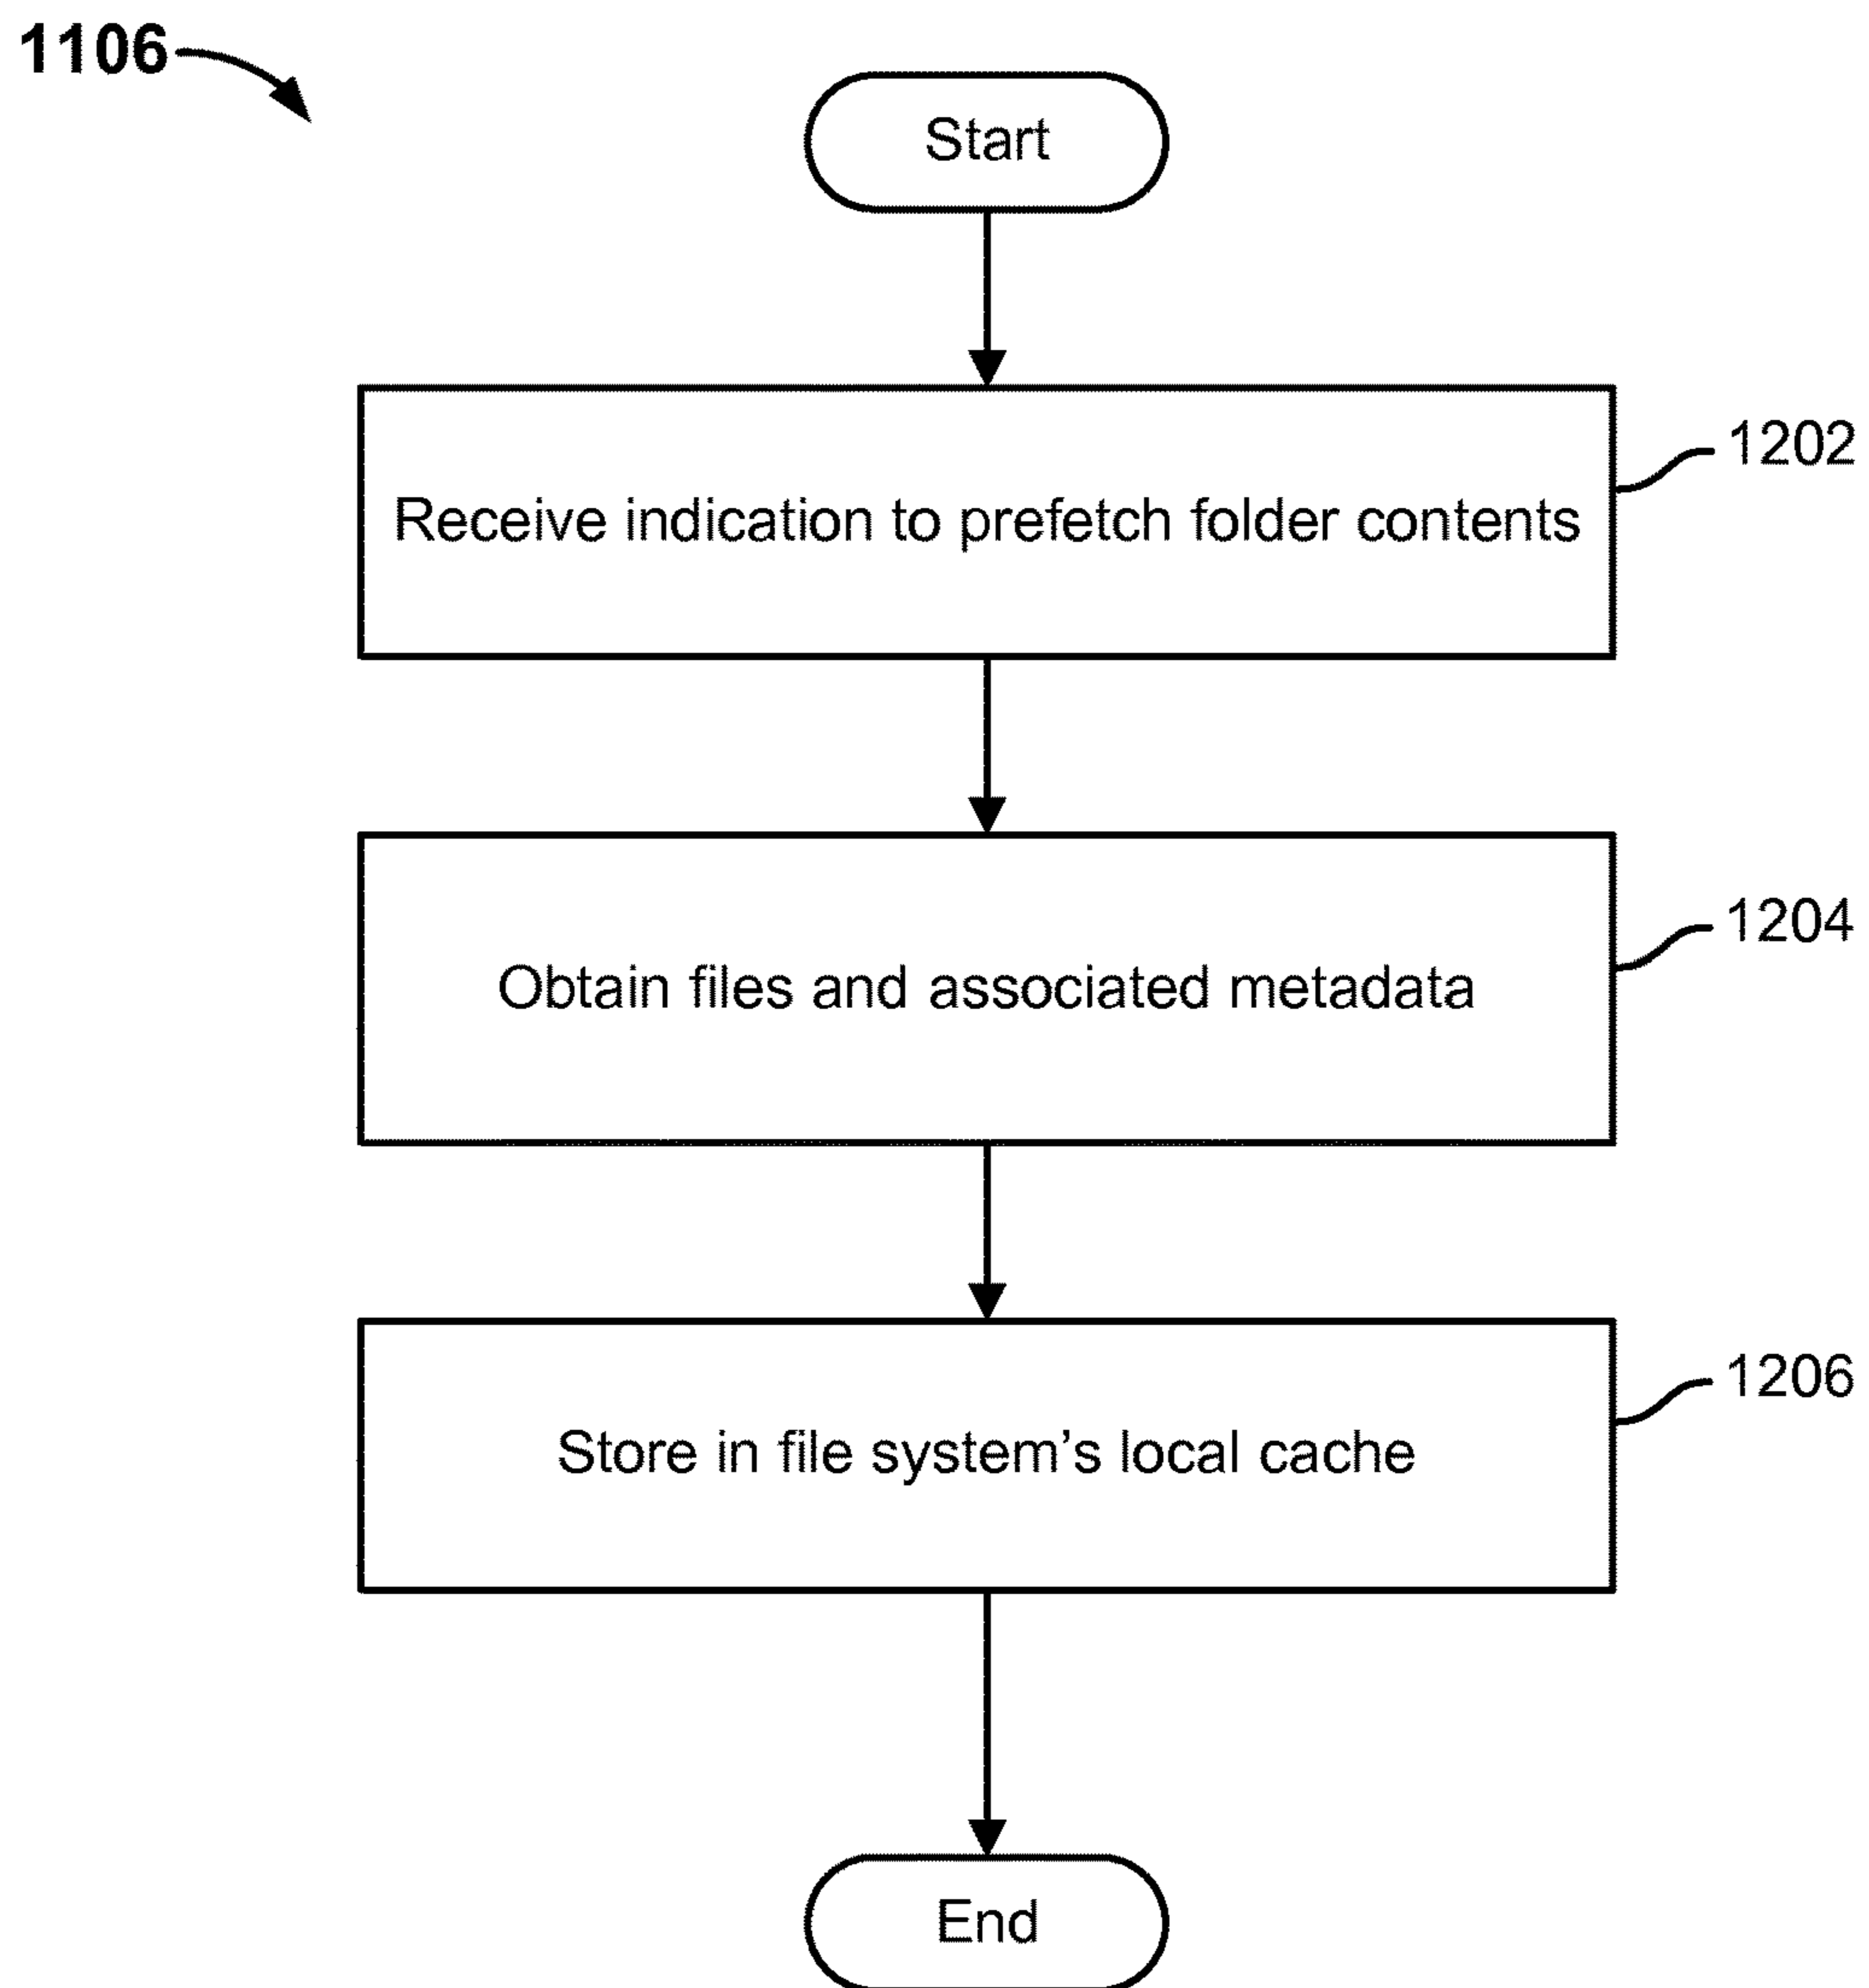 1106
Start
Receive indication to prefetch folder contents
1202
Obtain files and associated metadata
1204
Store in file system’s local cache
1206
End